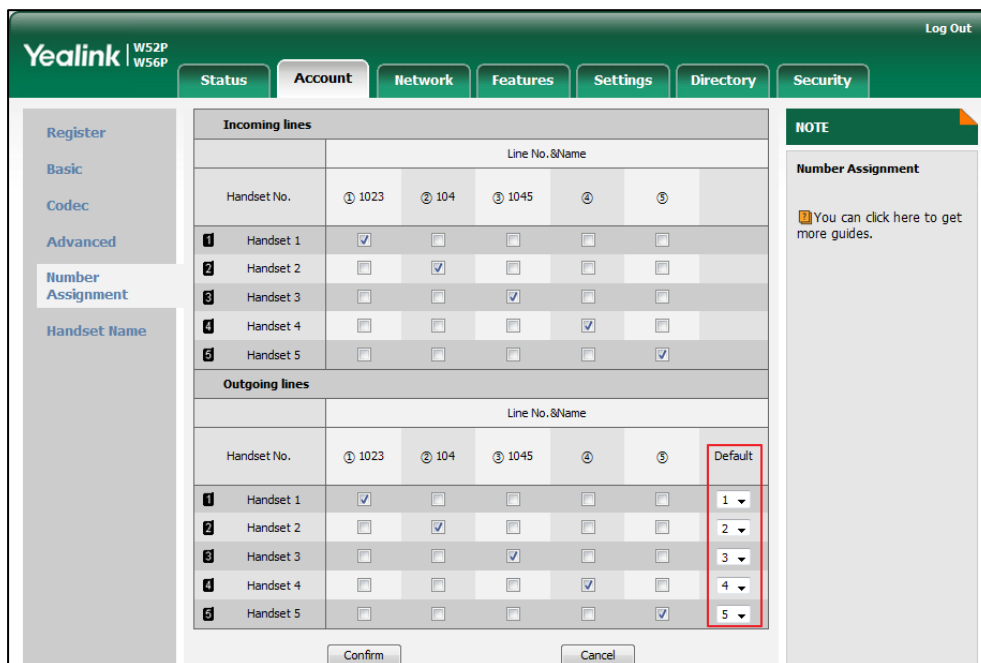 Log Out
Yealink | W52P
W56P
Status Account Network Features Settings Directory Security
Register
Basic
Codec
Advanced
Number
Assignment
Handset Name
Incoming lines
Line No.&Name
Handset No. ① 1023 ② 104 ③ 1045 ④ ⑤
1 Handset 1
2 Handset 2
3 Handset 3
4 Handset 4
5 Handset 5
Outgoing lines
Line No.&Name
Handset No. ① 1023 ② 104 ③ 1045 ④ ⑤ Default
1 Handset 1 1
2 Handset 2 2
3 Handset 3 3
4 Handset 4 4
5 Handset 5 5
Confirm Cancel
NOTE
Number Assignment
? You can click here to get
more guides.